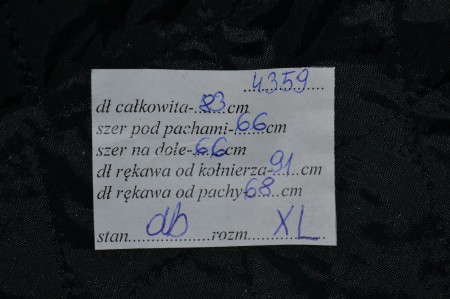 4359
dł całkowita-83cm
szer pod pachami-66cm
szer na dole-66cm
dł rękawa od kołnierza-91cm
dł rękawa od pachy-68cm
stan db rozm XL